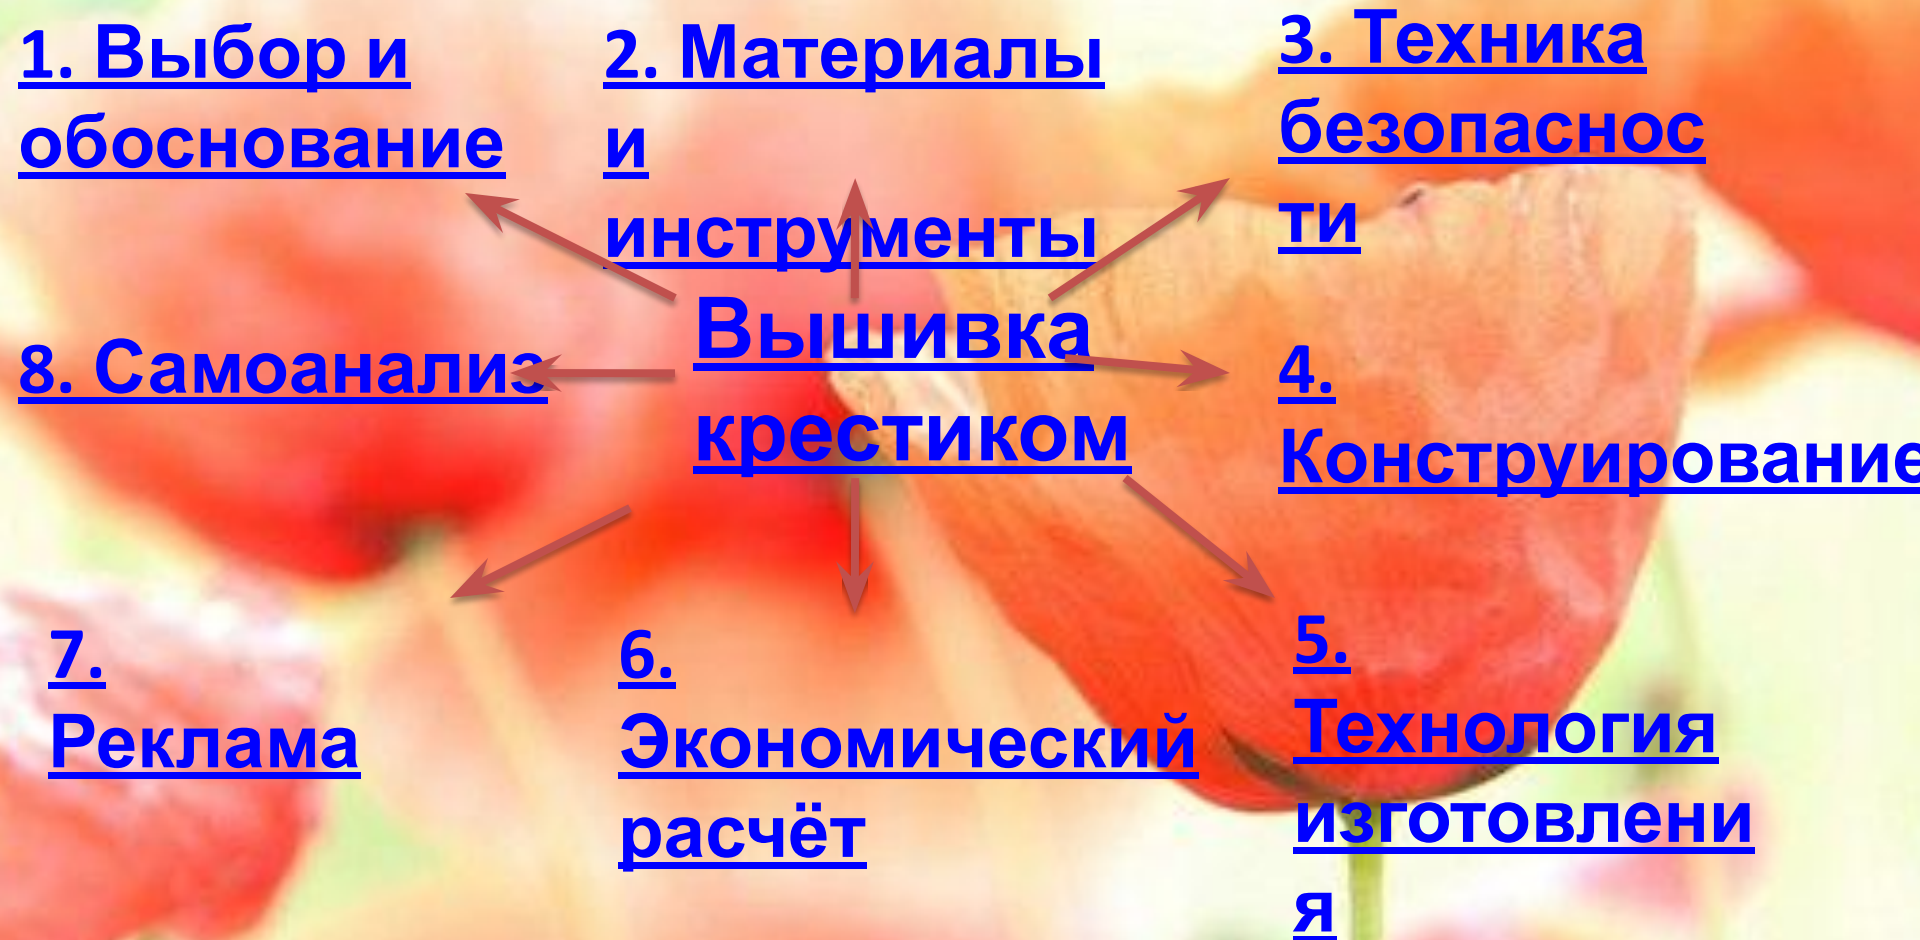 1. Выбор и
обоснование
2. Материалы
и
инструменты
3. Техника
безопаснос
ти
Вышивка
крестиком
8. Самоанализ
4.
Конструирование
7.
Реклама
6.
Экономический
расчёт
5.
Технология
изготовлени
я